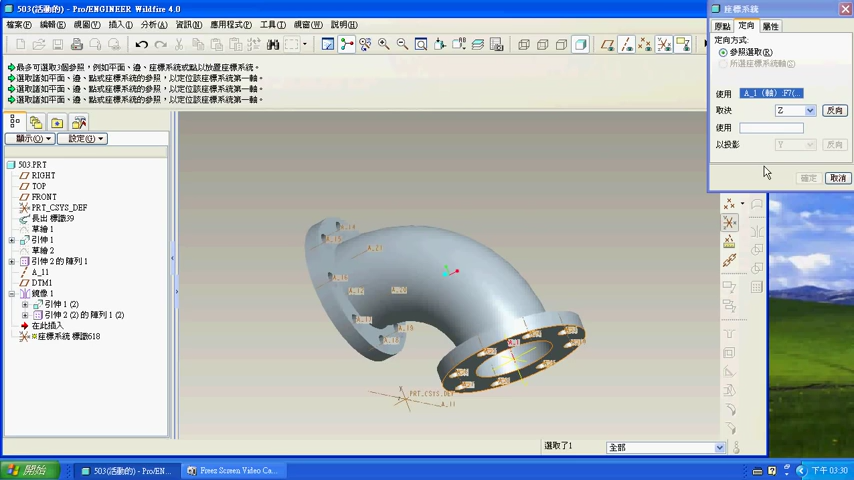 503(活動的) - Pro/ENGINEER Wildfire 4.0
檔案(F) 編輯(E) 視圖(V) 插入(I) 分析(A) 資訊(N) 應用程式(P) 工具(T) 視窗(W) 說明(H)
最多可選取3個參照，例如平面、邊、座標系統或點以放置座標系統。
選取諸如平面、邊、點或座標系統的參照，以定位該座標系統第一軸。
選取諸如平面、邊、點或座標系統的參照，以定位該座標系統第一軸。
選取諸如平面、邊、點或座標系統的參照，以定位該座標系統第一軸。
顯示(O) 設定(G)
503.PRT
RIGHT
TOP
FRONT
PRT_CSYS_DEF
長出 標識39
草繪 1
引伸 1
草繪 2
引伸 2 的 陣列 1
A_11
DTM1
鏡像 1
引伸 1 (2)
引伸 2 (2) 的 陣列 1 (2)
在此插入
※座標系統 標識618
PRT_CSYS_DEF
A_11
座標系統
原點 定向 屬性
定向方式:
參照選取(R)
所選座標系統軸(S)
使用 A_1（軸）:F7(...
取決 Z 反向
使用
以投影 Y 反向
確定 取消
選取了1 全部
開始 503(活動的) - Pro/EN... Freez Screen Video Ca... 下午 03:30